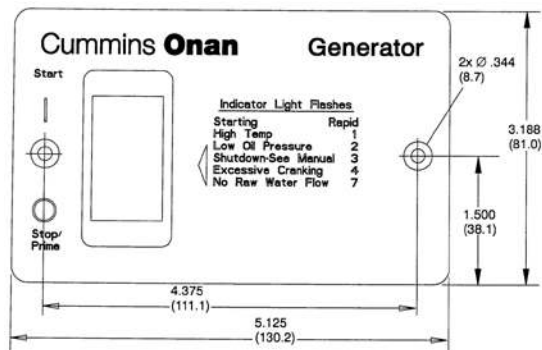 Cummins Onan Generator
Start
2x Ø .344
(8.7)
Indicator Light Flashes
Starting Rapid
High Temp 1
Low Oil Pressure 2
Shutdown-See Manual 3
Excessive Cranking 4
No Raw Water Flow 7
3.188
(81.0)
1.500
(38.1)
Stop/
Prime
4.375
(111.1)
5.125
(130.2)